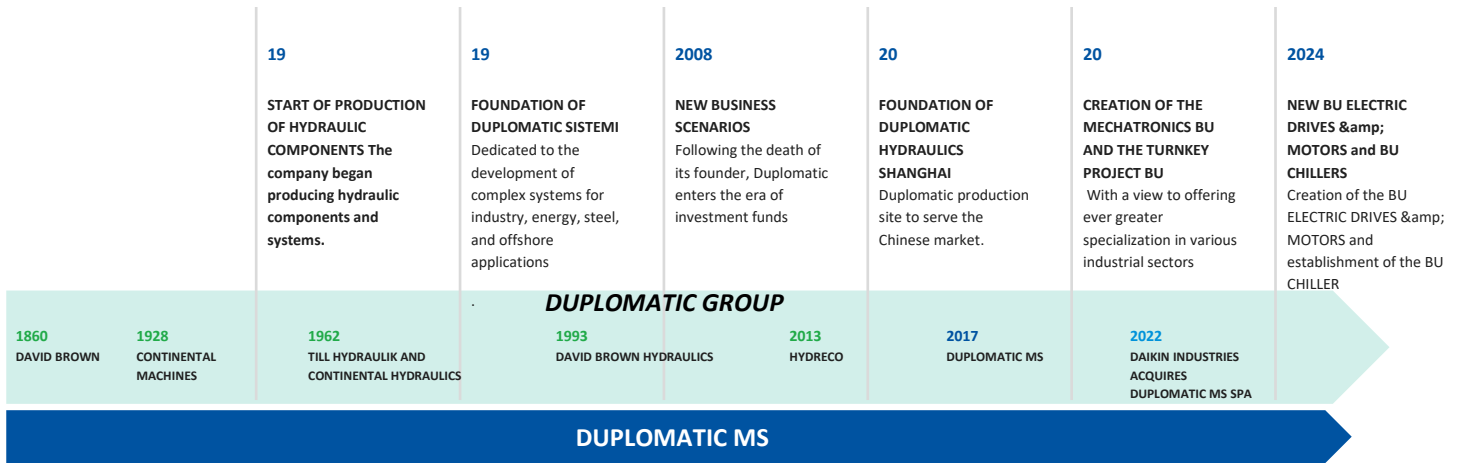 19
START OF PRODUCTION
OF HYDRAULIC
COMPONENTS The
company began
producing hydraulic
components and
systems.
19
FOUNDATION OF
DUPLOMATIC SISTEMI
Dedicated to the
development of
complex systems for
industry, energy, steel,
and offshore
applications
.
2008
NEW BUSINESS
SCENARIOS
Following the death of
its founder, Duplomatic
enters the era of
investment funds
20
FOUNDATION OF
DUPLOMATIC
HYDRAULICS
SHANGHAI
Duplomatic production
site to serve the
Chinese market.
20
CREATION OF THE
MECHATRONICS BU
AND THE TURNKEY
PROJECT BU
With a view to offering
ever greater
specialization in various
industrial sectors
2024
NEW BU ELECTRIC
DRIVES &amp;
MOTORS and BU
CHILLERS
Creation of the BU
ELECTRIC DRIVES &amp;
MOTORS and
establishment of the BU
CHILLER
DUPLOMATIC GROUP
1860
DAVID BROWN
1928
CONTINENTAL
MACHINES
1962
TILL HYDRAULIK AND
CONTINENTAL HYDRAULICS
1993
DAVID BROWN HYDRAULICS
2013
HYDRECO
2017
DUPLOMATIC MS
2022
DAIKIN INDUSTRIES
ACQUIRES
DUPLOMATIC MS SPA
DUPLOMATIC MS